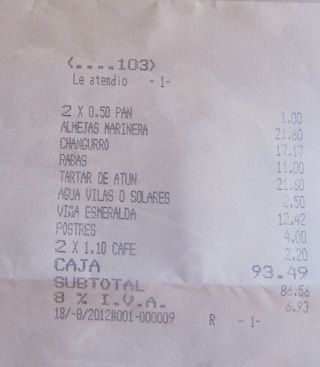 (....103)
Le atendio -1-
2 X 0.50 PAN 1.00
ALMEJAS MARINERA 21.60
CHANGURRO 17.17
RABAS 11.00
TARTAR DE ATUN 21.60
AGUA VILAS O SOLARES 2.50
VIÑA ESMERALDA 12.42
POSTRES 4.00
2 X 1.10 CAFE 2.20
CAJA 93.49
SUBTOTAL 86.56
8 % I.V.A. 6.93
18/-8/2012#001-000009 R -1-